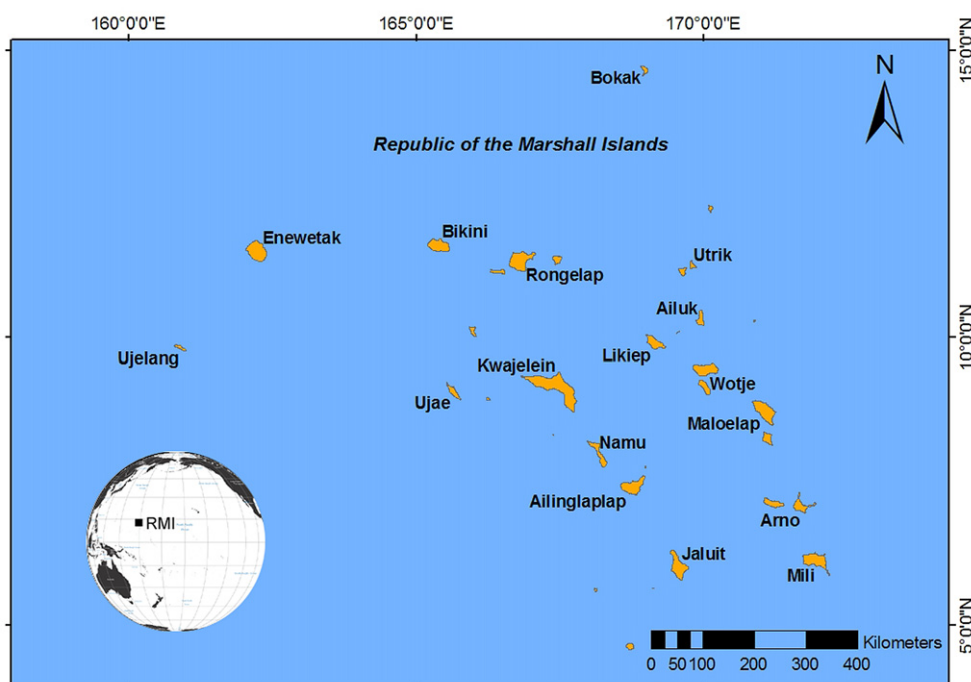 160°0'0"E
165°0'0"E
170°0'0"E
15°0'0"N
Bokak
N
Republic of the Marshall Islands
Enewetak
Bikini
Rongelap
Utrik
Ailuk
10°0'0"N
Ujelang
Likiep
Kwajelein
Wotje
Ujae
Maloelap
Namu
Ailinglaplap
Arno
RMI
Jaluit
Mili
5°0'0"N
Kilometers
0 50 100 200 300 400